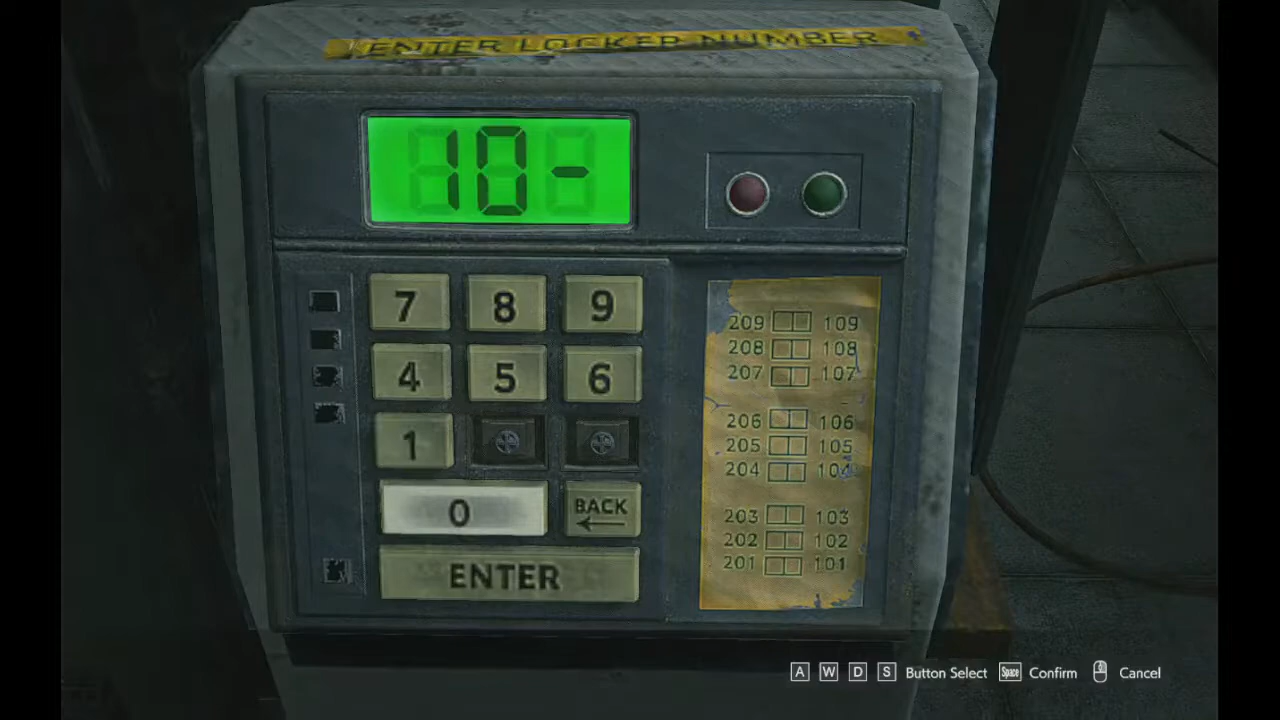 ENTER LOCKER NUMBER
10-
7 8 9
4 5 6
1
0 BACK
ENTER
209 109
208 108
207 107
206 106
205 105
204 104
203 103
202 102
201 101
A W D S Button Select Space Confirm Cancel